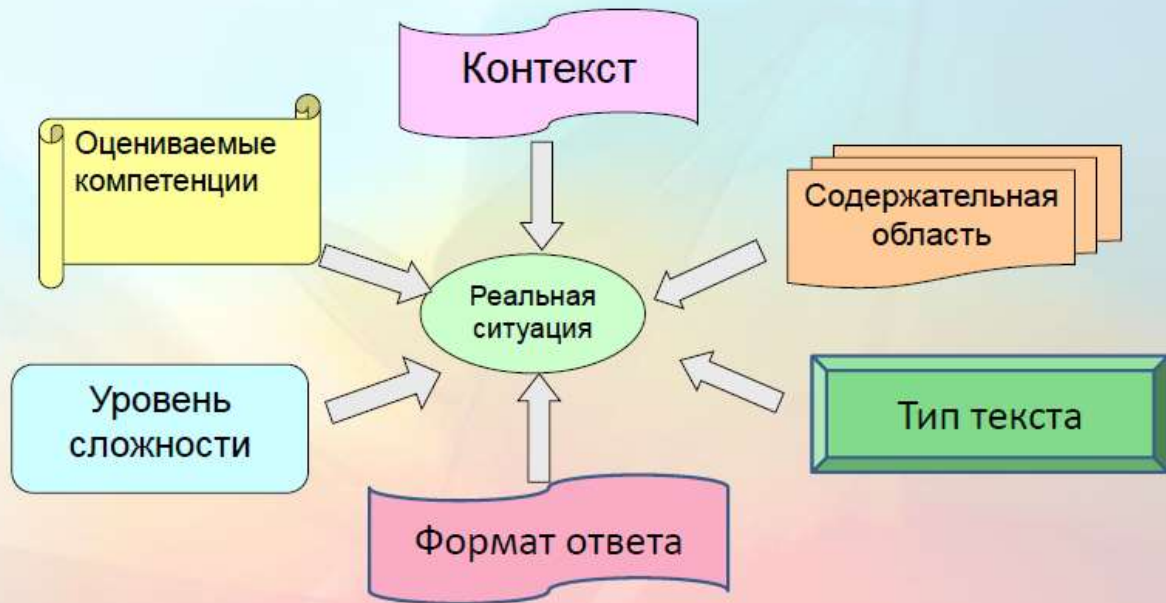 Контекст
Оцениваемые
компетенции
Содержательная
область
Реальная
ситуация
Уровень
сложности
Тип текста
Формат ответа